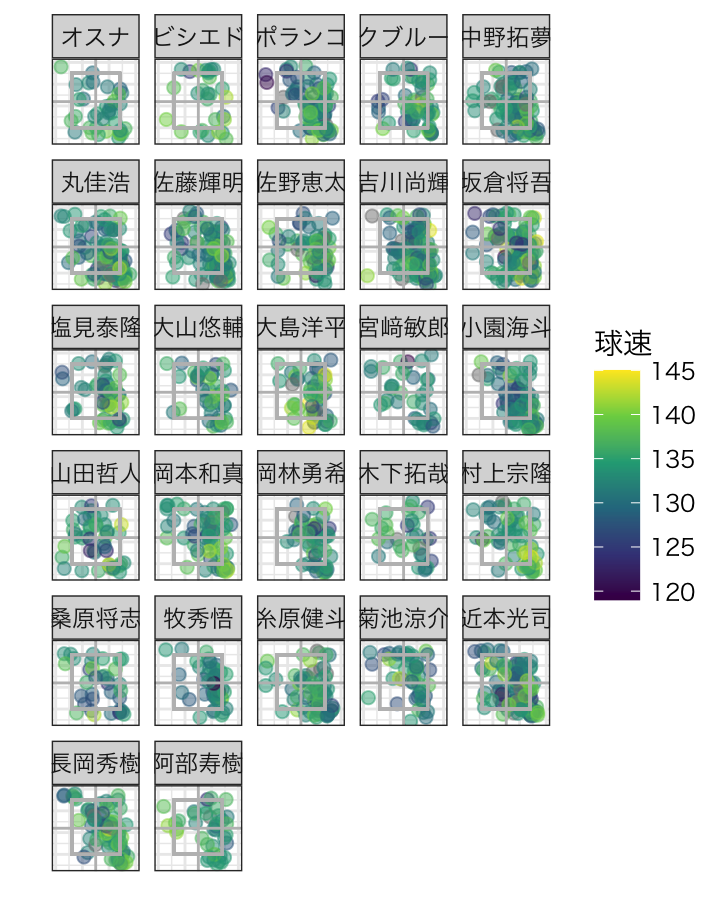 オスナ
ビシエド
ポランコ
クブルー
中野拓夢
丸佳浩
佐藤輝明
佐野恵太
吉川尚輝
坂倉将吾
塩見泰隆
大山悠輔
大島洋平
宮﨑敏郎
小園海斗
山田哲人
岡本和真
岡林勇希
木下拓哉
村上宗隆
桑原将志
牧秀悟
糸原健斗
菊池涼介
近本光司
長岡秀樹
阿部寿樹
球速
145
140
135
130
125
120